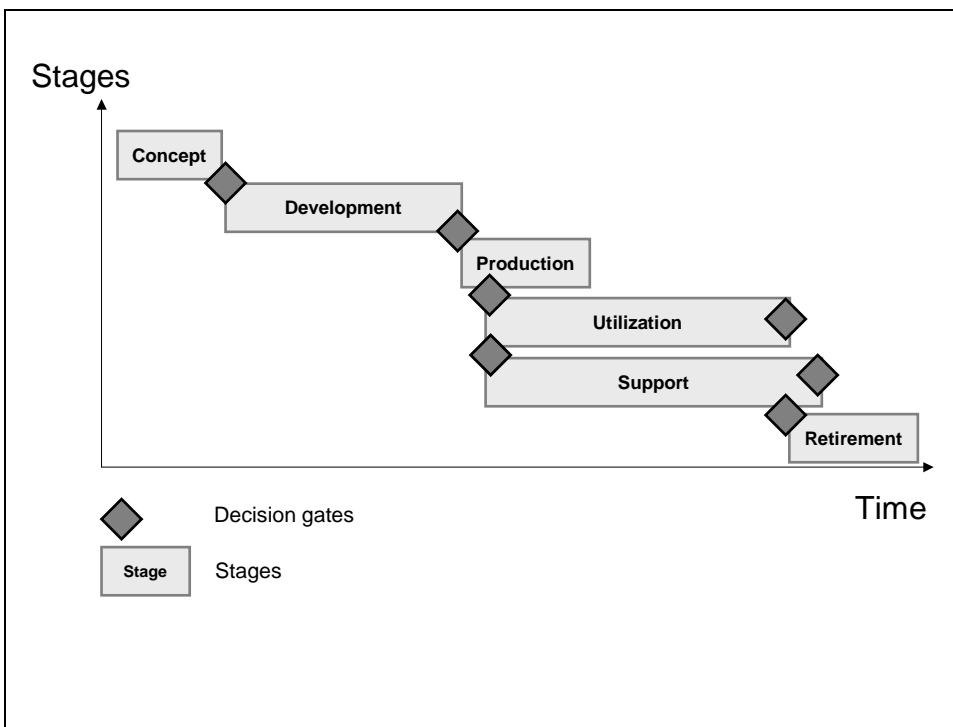 Stages
Concept
Development
Production
Utilization
Support
Retirement
Time
Decision gates
Stage
Stages